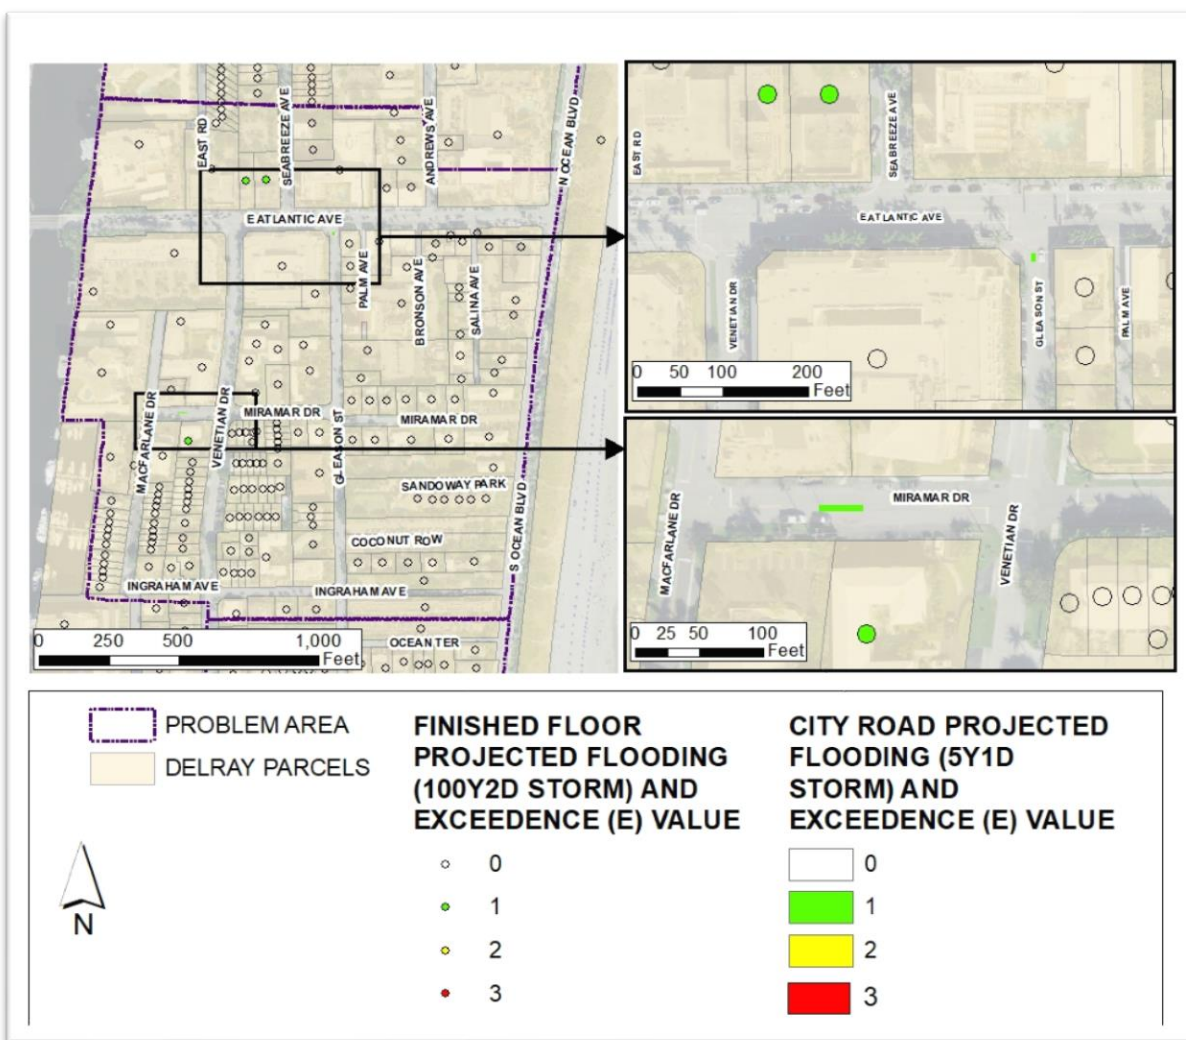 EAST RD
SEABREEZE AVE
ANDREWS AVE
N OCEAN BLVD
E ATLANTIC AVE
PALM AVE
BRONSON AVE
SALINA AVE
MACFARLANE DR
VENETIAN DR
MIRAMAR DR
GLEASON ST
MIRAMAR DR
SANDOWAY PARK
S OCEAN BLVD
COCONUT ROW
INGRAHAM AVE
INGRAHAM AVE
OCEAN TER
0 250 500 1,000
Feet
EAST RD
SEABREEZE AVE
E ATLANTIC AVE
VENETIAN DR
GLEASON ST
PALM AVE
0 50 100 200
Feet
MACFARLANE DR
MIRAMAR DR
VENETIAN DR
0 25 50 100
Feet
PROBLEM AREA
DELRAY PARCELS
N
FINISHED FLOOR
PROJECTED FLOODING
(100Y2D STORM) AND
EXCEEDENCE (E) VALUE
0
1
2
3
CITY ROAD PROJECTED
FLOODING (5Y1D
STORM) AND
EXCEEDENCE (E) VALUE
0
1
2
3